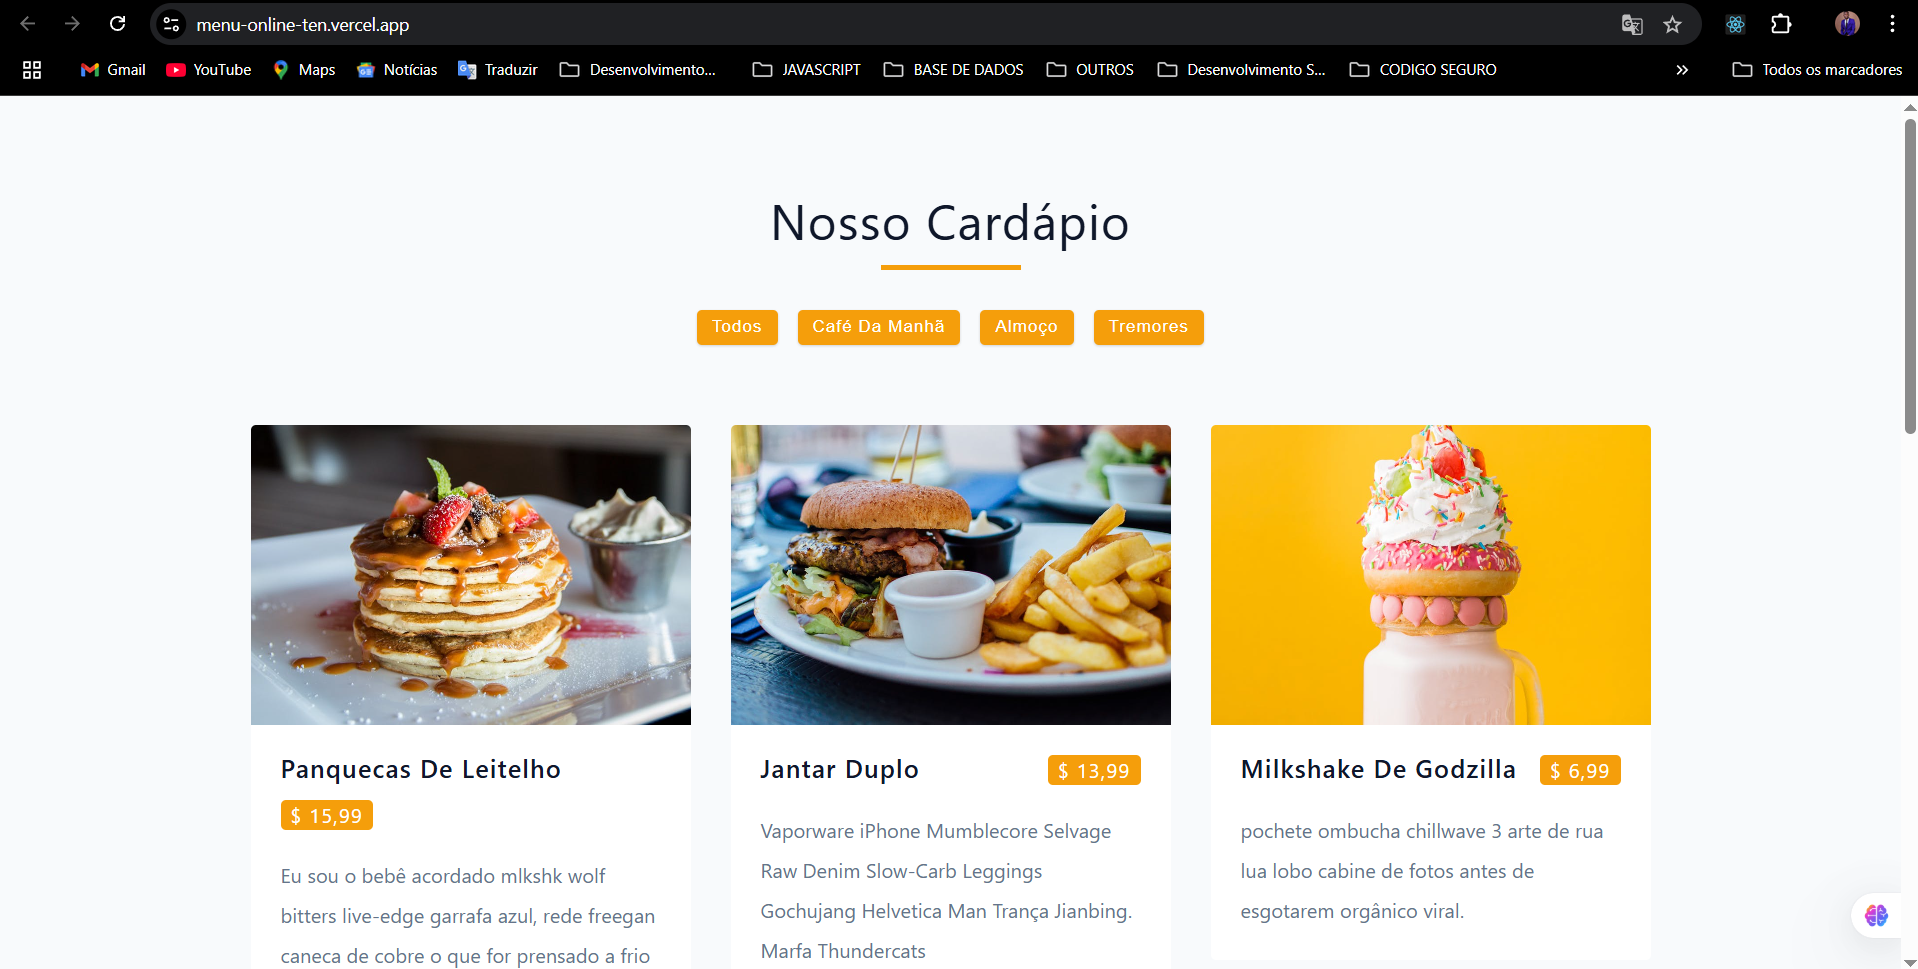 menu-online-ten.vercel.app
Gmail YouTube Maps Notícias Traduzir Desenvolvimento... JAVASCRIPT BASE DE DADOS OUTROS Desenvolvimento S... CODIGO SEGURO » Todos os marcadores
Nosso Cardápio
Todos Café Da Manhã Almoço Tremores
Panquecas De Leitelho
$ 15,99
Eu sou o bebê acordado mlkshk wolf
bitters live-edge garrafa azul, rede freegan
caneca de cobre o que for prensado a frio
Jantar Duplo $ 13,99
Vaporware iPhone Mumblecore Selvage
Raw Denim Slow-Carb Leggings
Gochujang Helvetica Man Trança Jianbing.
Marfa Thundercats
Milkshake De Godzilla $ 6,99
pochete ombucha chillwave 3 arte de rua
lua lobo cabine de fotos antes de
esgotarem orgânico viral.